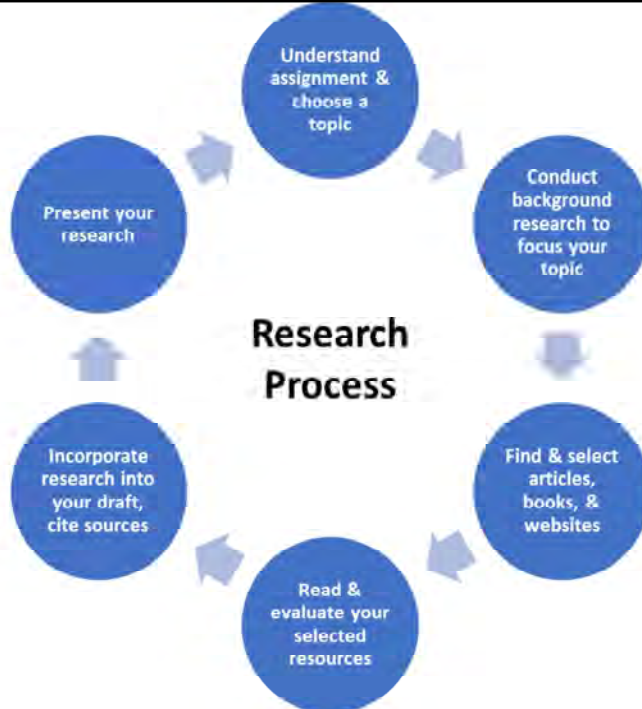 Understand
assignment &
choose a
topic
Conduct
background
research to
focus your
topic
Find & select
articles,
books, &
websites
Read &
evaluate your
selected
resources
Incorporate
research into
your draft,
cite sources
Present your
research
Research
Process